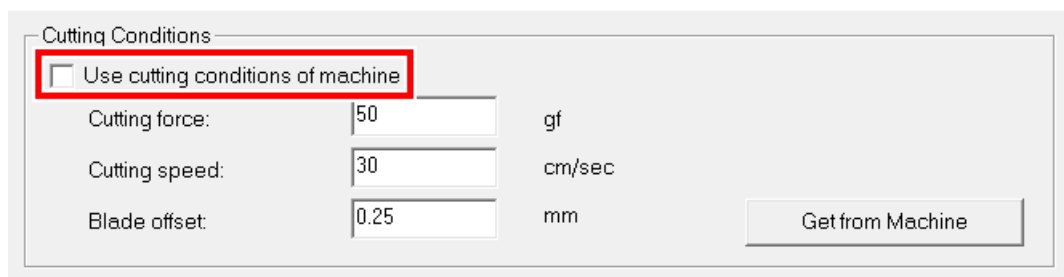 Cutting Conditions
Use cutting conditions of machine
Cutting force: 50 gf
Cutting speed: 30 cm/sec
Blade offset: 0.25 mm
Get from Machine